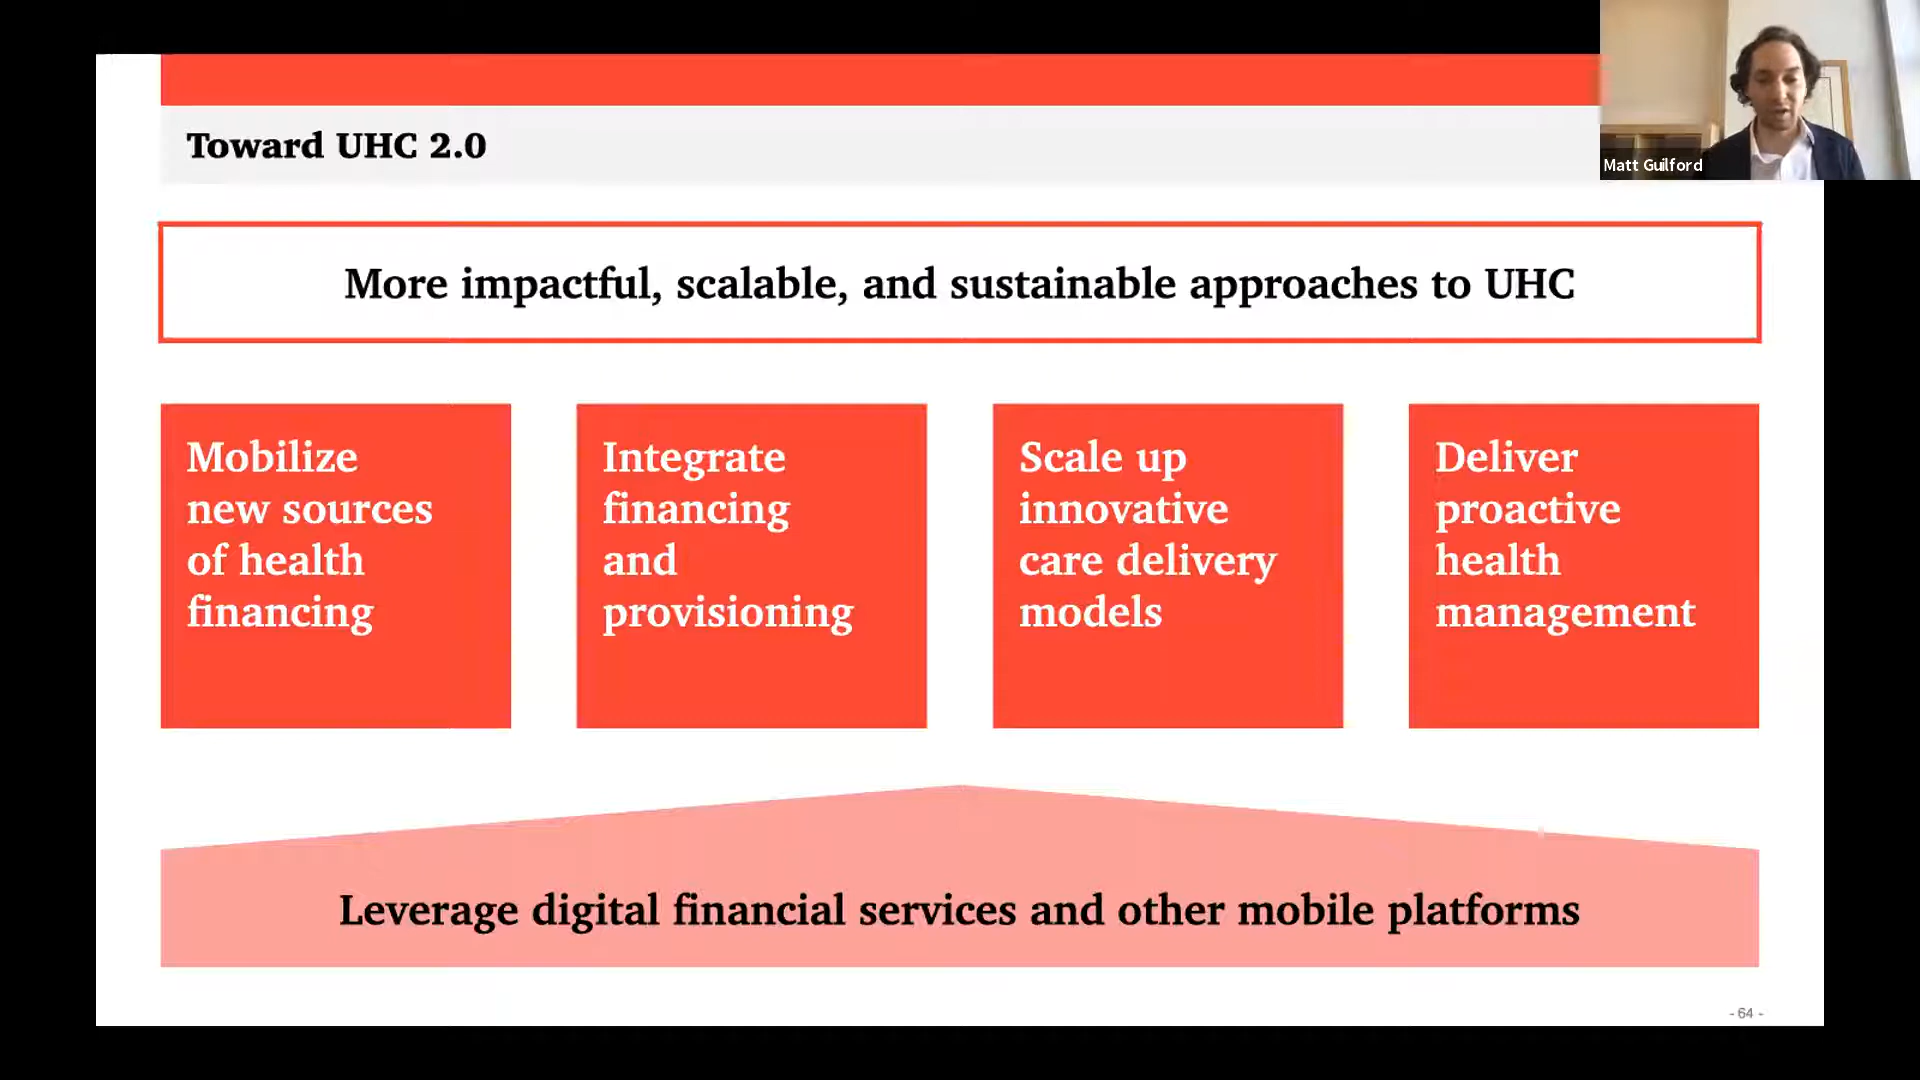 Toward UHC 2.0
Matt Guilford
More impactful, scalable, and sustainable approaches to UHC
Mobilize
new sources
of health
financing
Integrate
financing
and
provisioning
Scale up
innovative
care delivery
models
Deliver
proactive
health
management
Leverage digital financial services and other mobile platforms
- 64 -